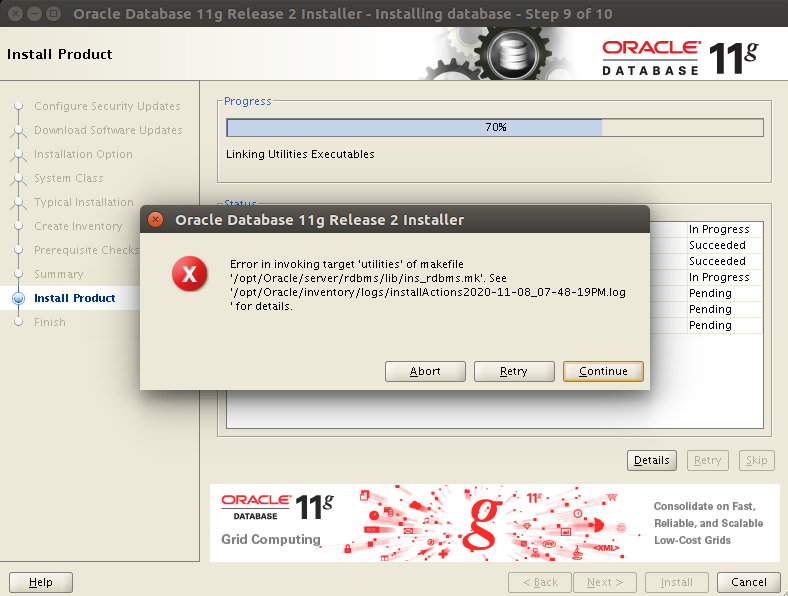 Oracle Database 11g Release 2 Installer - Installing database - Step 9 of 10
Install Product
ORACLE
DATABASE 11g
Configure Security Updates
Download Software Updates
Installation Option
System Class
Typical Installation
Create Inventory
Prerequisite Checks
Summary
Install Product
Finish
Progress
70%
Linking Utilities Executables
Status
In Progress
Succeeded
Succeeded
In Progress
Pending
Pending
Pending
Oracle Database 11g Release 2 Installer
Error in invoking target 'utilities' of makefile
'/opt/Oracle/server/rdbms/lib/ins_rdbms.mk'. See
'/opt/Oracle/inventory/logs/installActions2020-11-08_07-48-19PM.log
' for details.
Abort Retry Continue
Details Retry Skip
ORACLE
DATABASE 11g
Grid Computing
g
11g
<XML>
Consolidate on Fast,
Reliable, and Scalable
Low-Cost Grids
Help < Back Next > Install Cancel